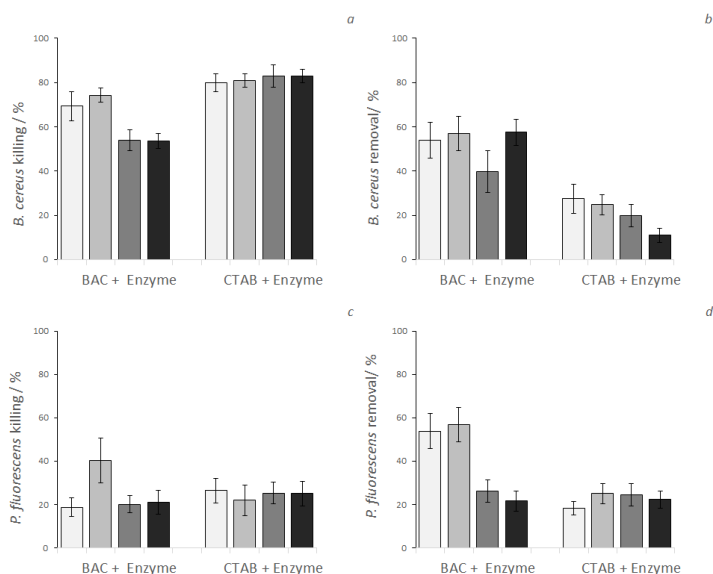 a
100
80
60
40
20
0
B. cereus killing / %
BAC + Enzyme
CTAB + Enzyme
b
100
80
60
40
20
0
B. cereus removal/ %
BAC + Enzyme
CTAB + Enzyme
c
100
80
60
40
20
0
P. fluorescens killing / %
BAC + Enzyme
CTAB + Enzyme
d
100
80
60
40
20
0
P. fluorescens removal/ %
BAC + Enzyme
CTAB + Enzyme